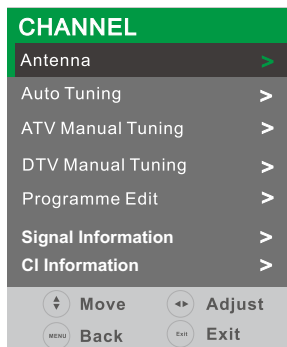 CHANNEL
Antenna >
Auto Tuning >
ATV Manual Tuning >
DTV Manual Tuning >
Programme Edit >
Signal Information >
CI Information >
Move Adjust
MENU Back Exit Exit